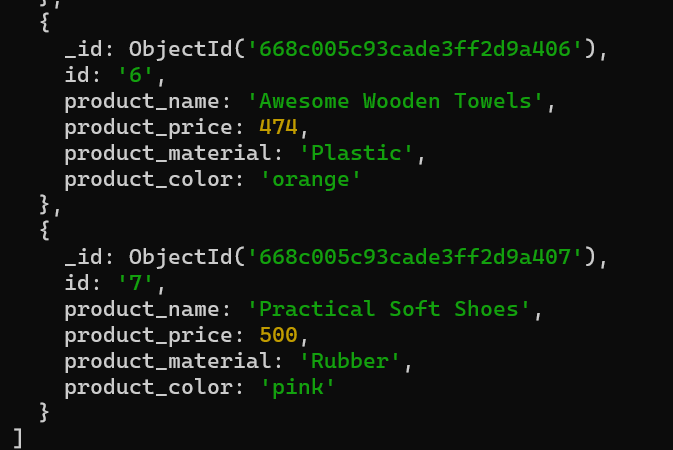 },
{
_id: ObjectId('668c005c93cade3ff2d9a406'),
id: '6',
product_name: 'Awesome Wooden Towels',
product_price: 474,
product_material: 'Plastic',
product_color: 'orange'
},
{
_id: ObjectId('668c005c93cade3ff2d9a407'),
id: '7',
product_name: 'Practical Soft Shoes',
product_price: 500,
product_material: 'Rubber',
product_color: 'pink'
}
]